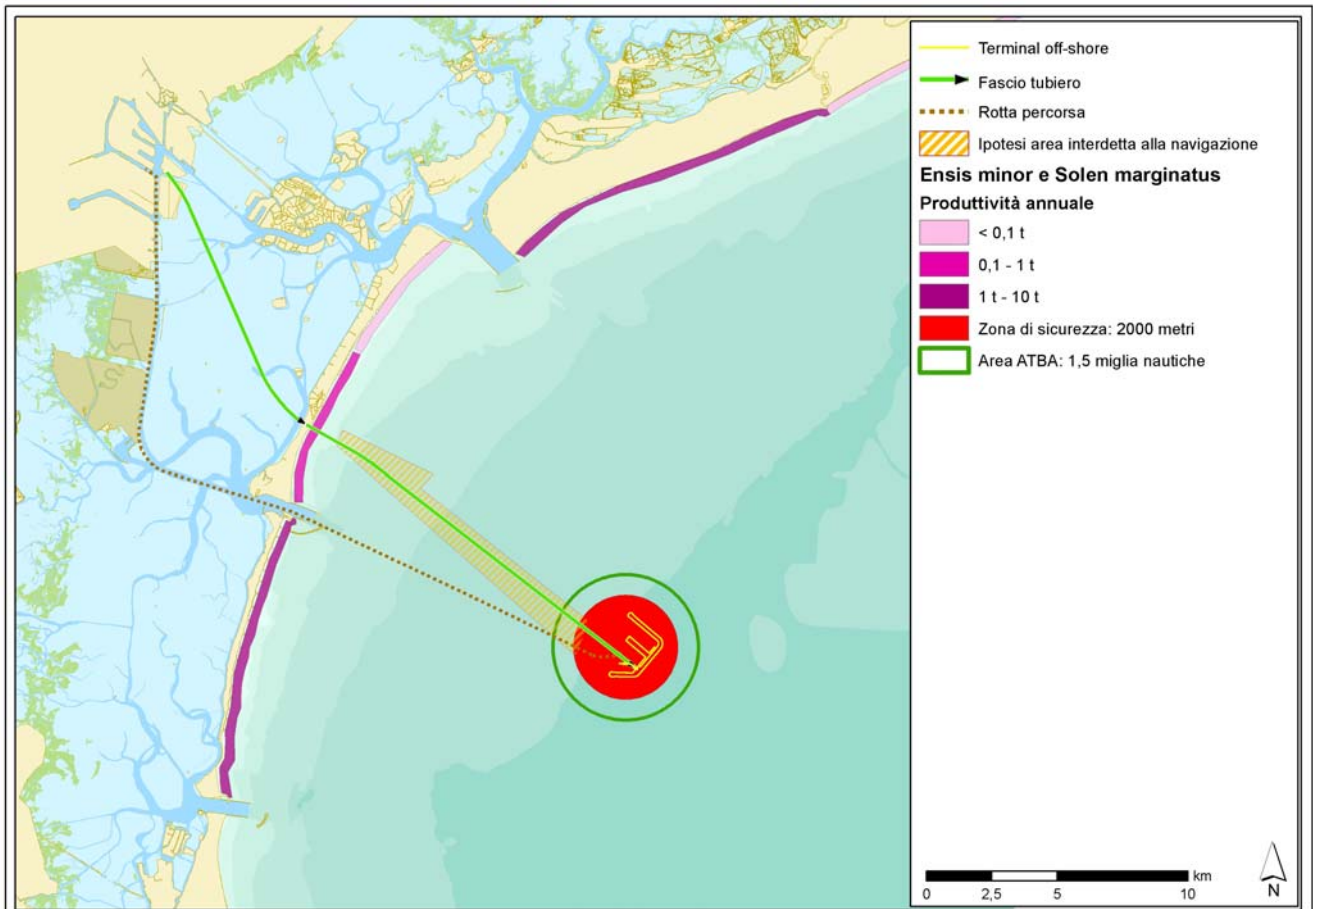 Terminal off-shore
Fascio tubiero
Rotta percorsa
Ipotesi area interdetta alla navigazione
Ensis minor e Solen marginatus
Produttività annuale
< 0,1 t
0,1 - 1 t
1 t - 10 t
Zona di sicurezza: 2000 metri
Area ATBA: 1,5 miglia nautiche
km
0 2,5 5 10
N